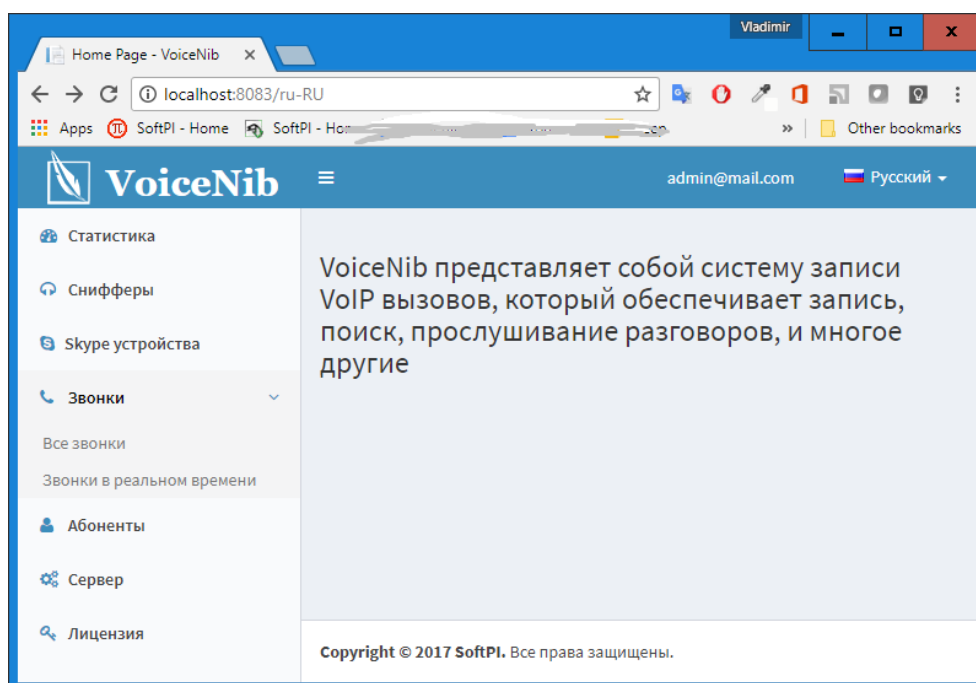 Vladimir
Home Page - VoiceNib
localhost:8083/ru-RU
Apps SoftPI - Home SoftPI - Other bookmarks
VoiceNib admin@mail.com Русский
Статистика
Снифферы
Skype устройства
Звонки
Все звонки
Звонки в реальном времени
Абоненты
Сервер
Лицензия
VoiceNib представляет собой систему записи
VoIP вызовов, который обеспечивает запись,
поиск, прослушивание разговоров, и многое
другие
Copyright © 2017 SoftPI. Все права защищены.